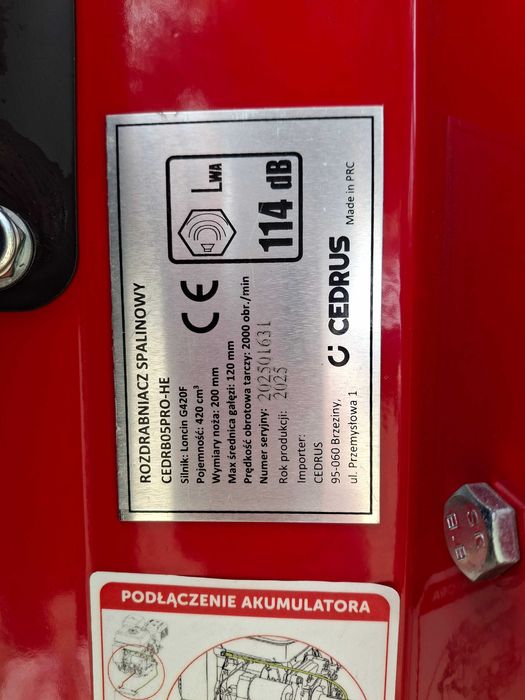 ROZDRABNIACZ SPALINOWY
CEDRB05PRO-HE
Silnik: Loncin G420F
Pojemność: 420 cm³
Wymiary noża: 200 mm
Max średnica gałęzi: 120 mm
Prędkość obrotowa tarczy: 2000 obr./min
Numer seryjny: 202501631
Rok produkcji: 2025
Importer:
CEDRUS
95-060 Brzeziny,
ul. Przemysłowa 1
CE
LWA
114 dB
CEDRUS
Made in PRC
PODŁĄCZENIE AKUMULATORA
8.8